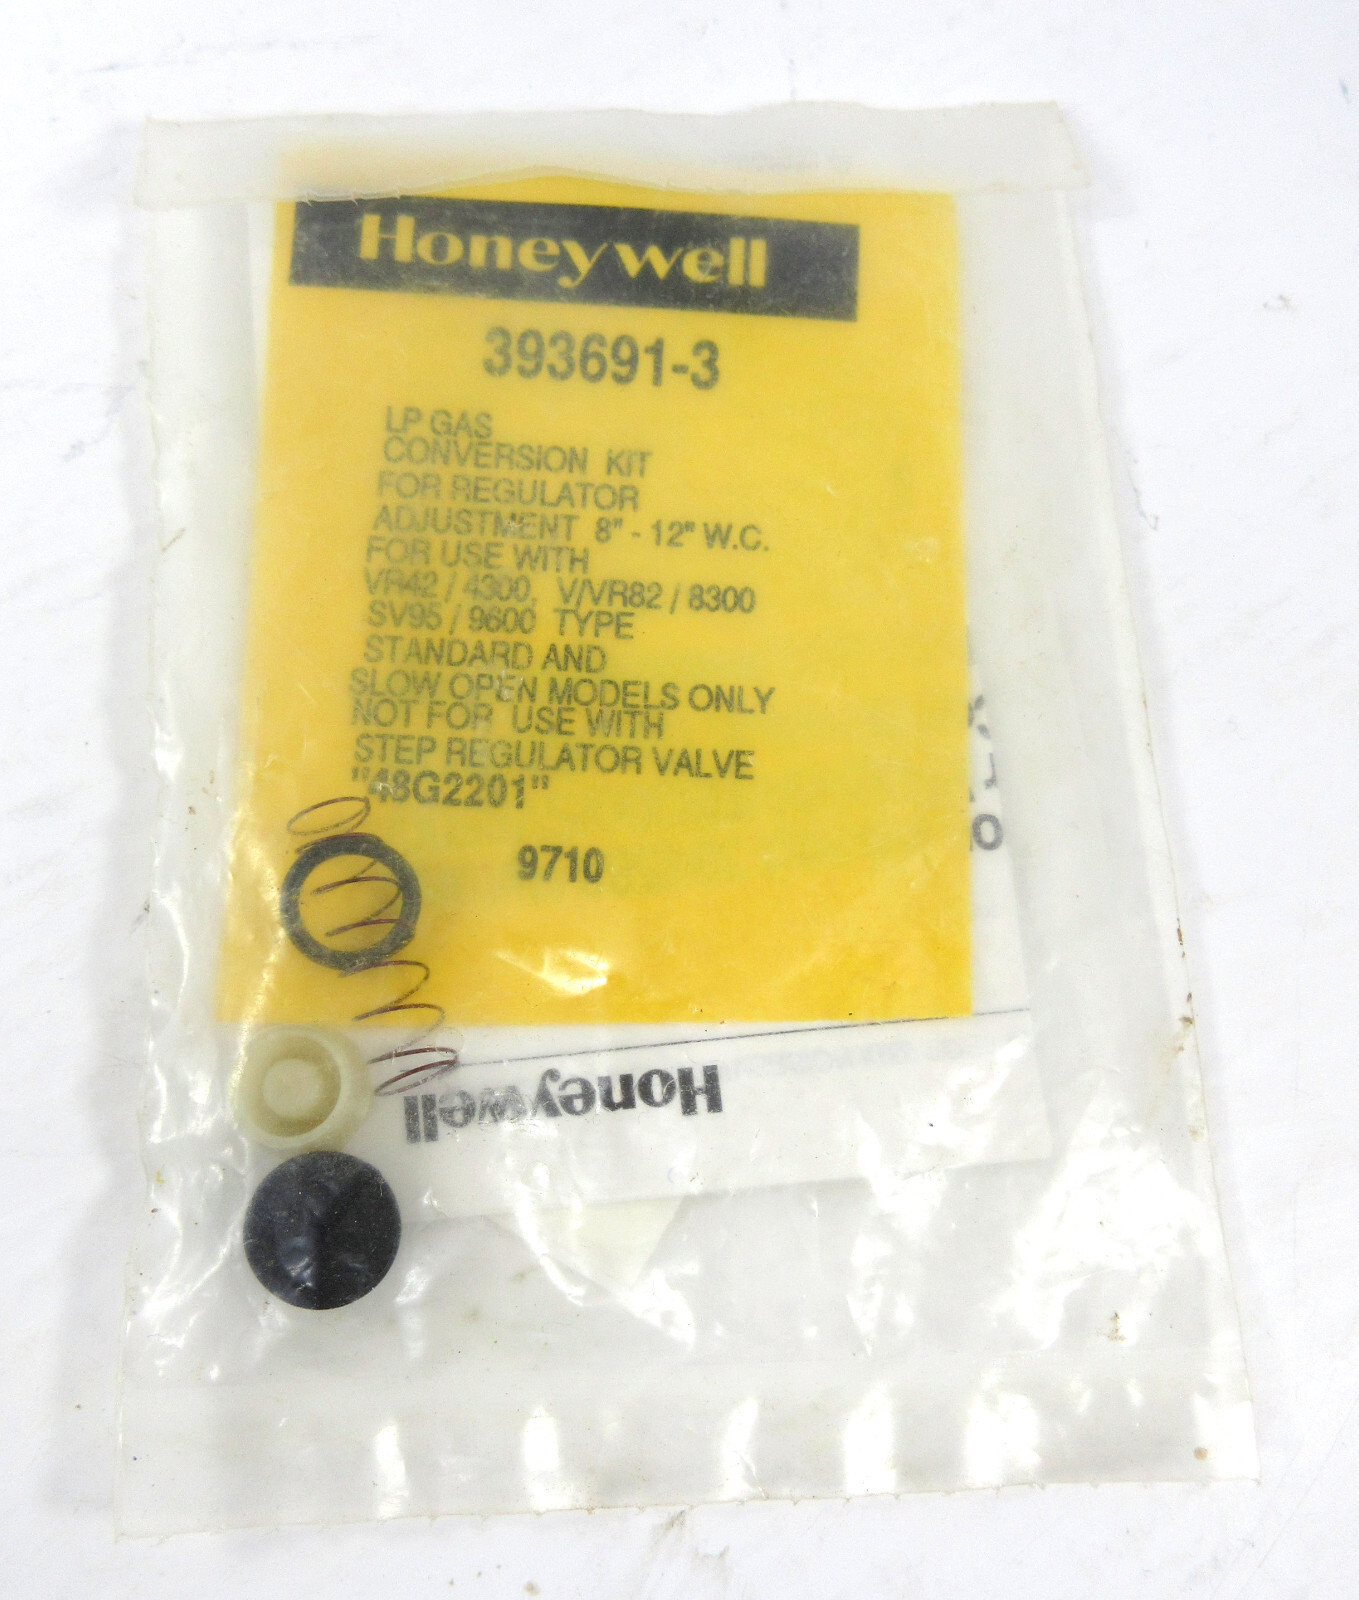 Honeywell
393691-3
LP GAS
CONVERSION KIT
FOR REGULATOR
ADJUSTMENT 8" - 12" W.C.
FOR USE WITH
VR42 / 4300, V/VR82 / 8300
SV95 / 9600 TYPE
STANDARD AND
SLOW OPEN MODELS ONLY
NOT FOR USE WITH
STEP REGULATOR VALVE
"48G2201"
9710
Honeywell